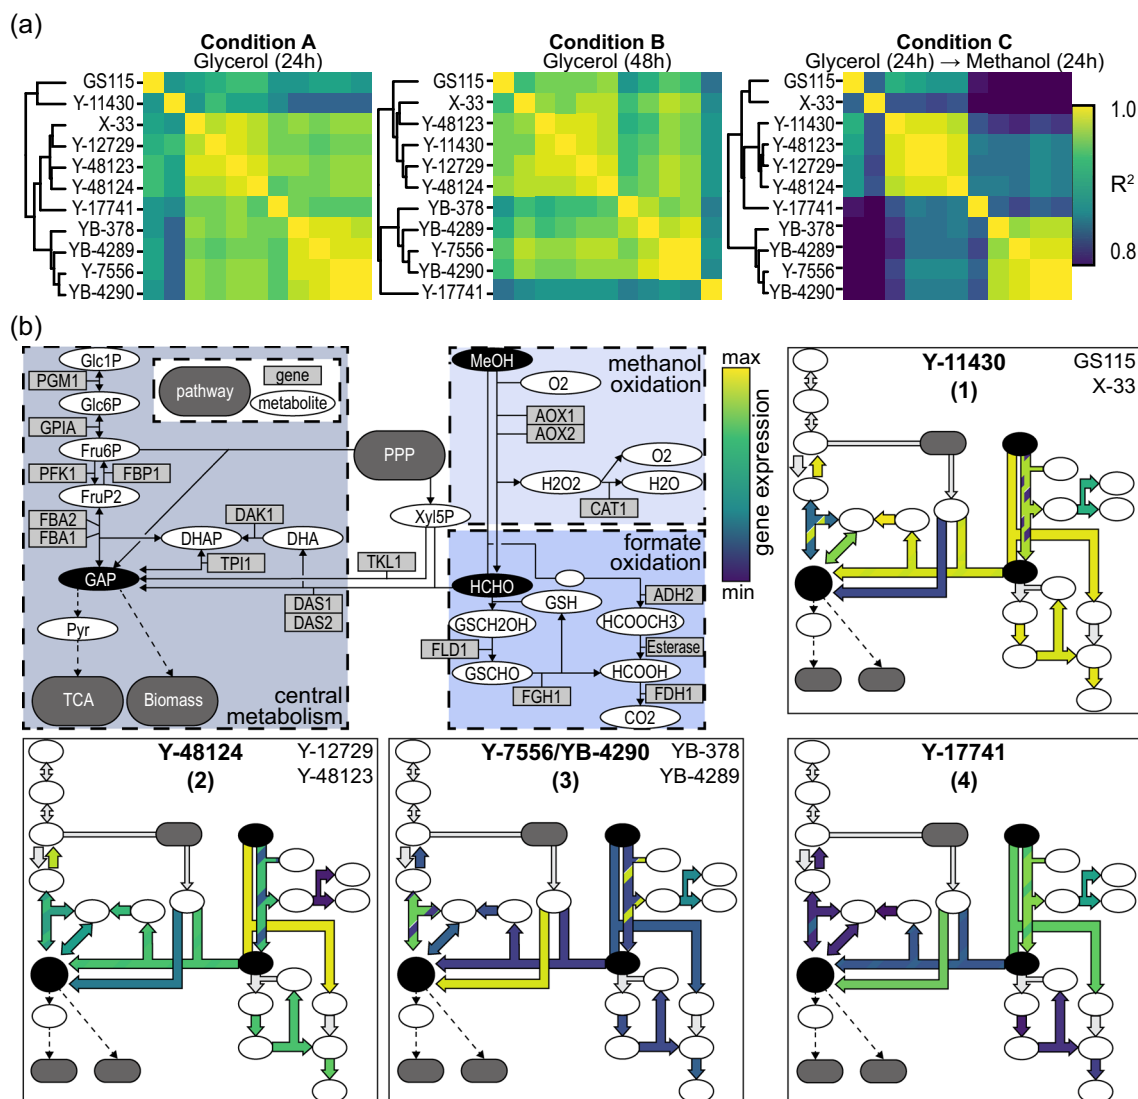 (a)
Condition A
Glycerol (24h)
GS115
Y-11430
X-33
Y-12729
Y-48123
Y-48124
Y-17741
YB-378
YB-4289
Y-7556
YB-4290
Condition B
Glycerol (48h)
GS115
X-33
Y-48123
Y-11430
Y-12729
Y-48124
YB-378
YB-4289
Y-7556
YB-4290
Y-17741
Condition C
Glycerol (24h) → Methanol (24h)
GS115
X-33
Y-11430
Y-48123
Y-12729
Y-48124
Y-17741
YB-378
YB-4289
Y-7556
YB-4290
1.0
R²
0.8
(b)
Glc1P
PGM1
Glc6P
GPIA
Fru6P
PFK1
FBP1
FruP2
FBA2
FBA1
DHAP
DAK1
DHA
TPI1
GAP
Pyr
TCA
Biomass
central
metabolism
pathway
gene
metabolite
PPP
Xyl5P
TKL1
DAS1
DAS2
MeOH
methanol
oxidation
O2
AOX1
AOX2
O2
H2O2
H2O
CAT1
formate
oxidation
HCHO
GSH
ADH2
GSCH2OH
HCOOCH3
FLD1
Esterase
GSCHO
HCOOH
FGH1
FDH1
CO2
max
gene expression
min
Y-11430
(1)
GS115
X-33
Y-48124
(2)
Y-12729
Y-48123
Y-7556/YB-4290
(3)
YB-378
YB-4289
Y-17741
(4)